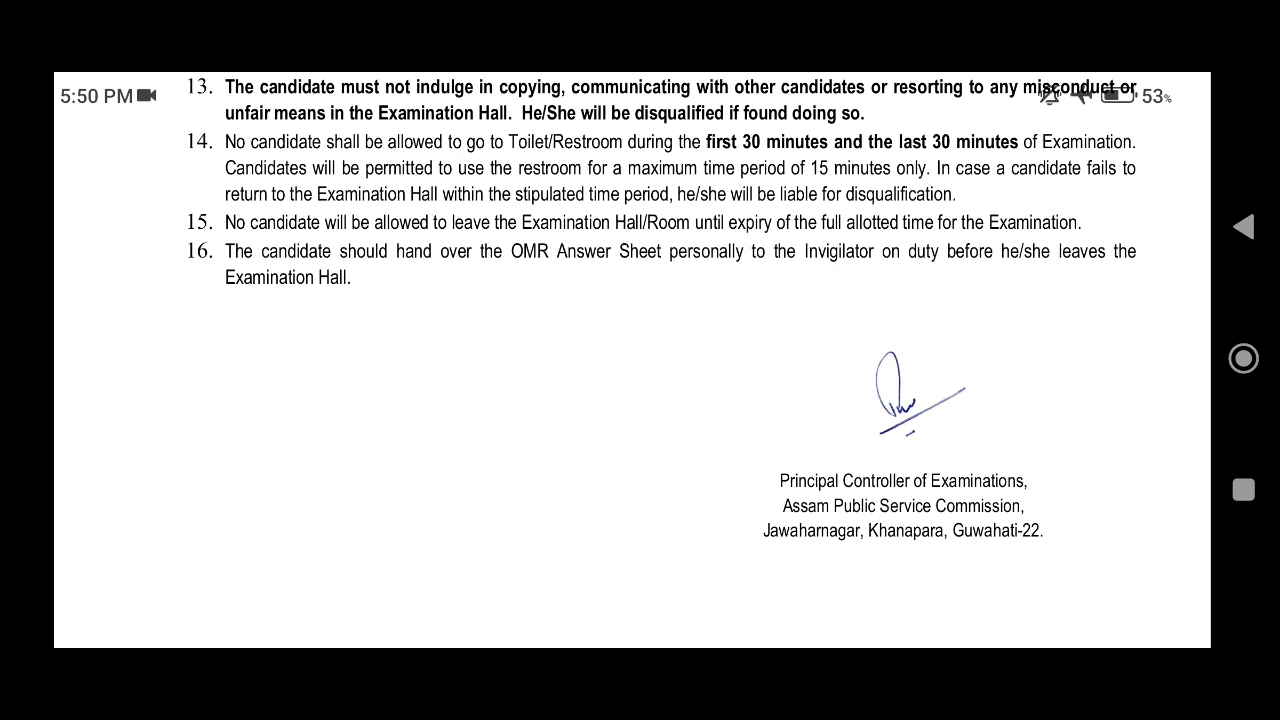 5:50 PM
53%
13. The candidate must not indulge in copying, communicating with other candidates or resorting to any misconduct or
unfair means in the Examination Hall. He/She will be disqualified if found doing so.
14. No candidate shall be allowed to go to Toilet/Restroom during the first 30 minutes and the last 30 minutes of Examination.
Candidates will be permitted to use the restroom for a maximum time period of 15 minutes only. In case a candidate fails to
return to the Examination Hall within the stipulated time period, he/she will be liable for disqualification.
15. No candidate will be allowed to leave the Examination Hall/Room until expiry of the full allotted time for the Examination.
16. The candidate should hand over the OMR Answer Sheet personally to the Invigilator on duty before he/she leaves the
Examination Hall.
Principal Controller of Examinations,
Assam Public Service Commission,
Jawaharnagar, Khanapara, Guwahati-22.